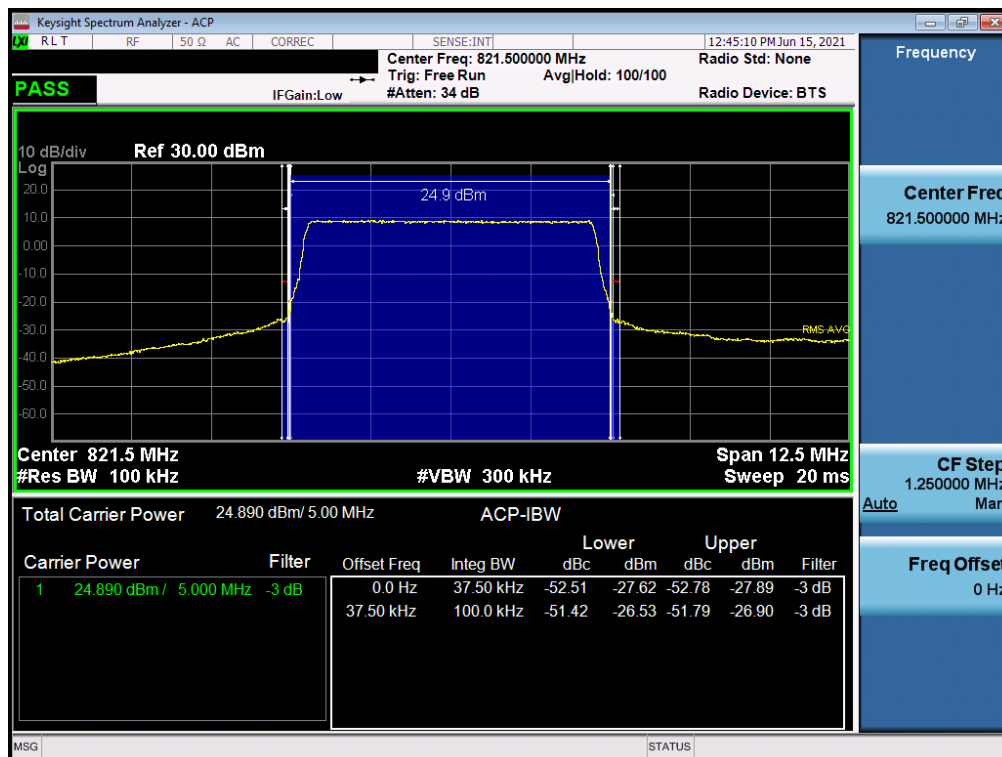 Keysight Spectrum Analyzer - ACP
LXI RLT RF 50 Ω AC CORREC SENSE:INT 12:45:10 PM Jun 15, 2021
Center Freq: 821.500000 MHz Radio Std: None
Trig: Free Run Avg|Hold: 100/100
PASS IFGain:Low #Atten: 34 dB Radio Device: BTS
10 dB/div Ref 30.00 dBm
Log
24.9 dBm
20.0
10.0
0.00
-10.0
-20.0
-30.0
RMS AVG
-40.0
-50.0
-60.0
Center 821.5 MHz Span 12.5 MHz
#Res BW 100 kHz #VBW 300 kHz Sweep 20 ms
Total Carrier Power 24.890 dBm/ 5.00 MHz ACP-IBW
Lower Upper
Carrier Power Filter Offset Freq Integ BW dBc dBm dBc dBm Filter
1 24.890 dBm / 5.000 MHz -3 dB 0.0 Hz 37.50 kHz -52.51 -27.62 -52.78 -27.89 -3 dB
37.50 kHz 100.0 kHz -51.42 -26.53 -51.79 -26.90 -3 dB
Frequency
Center Freq
821.500000 MHz
CF Step
1.250000 MHz
Auto Man
Freq Offset
0 Hz
MSG STATUS